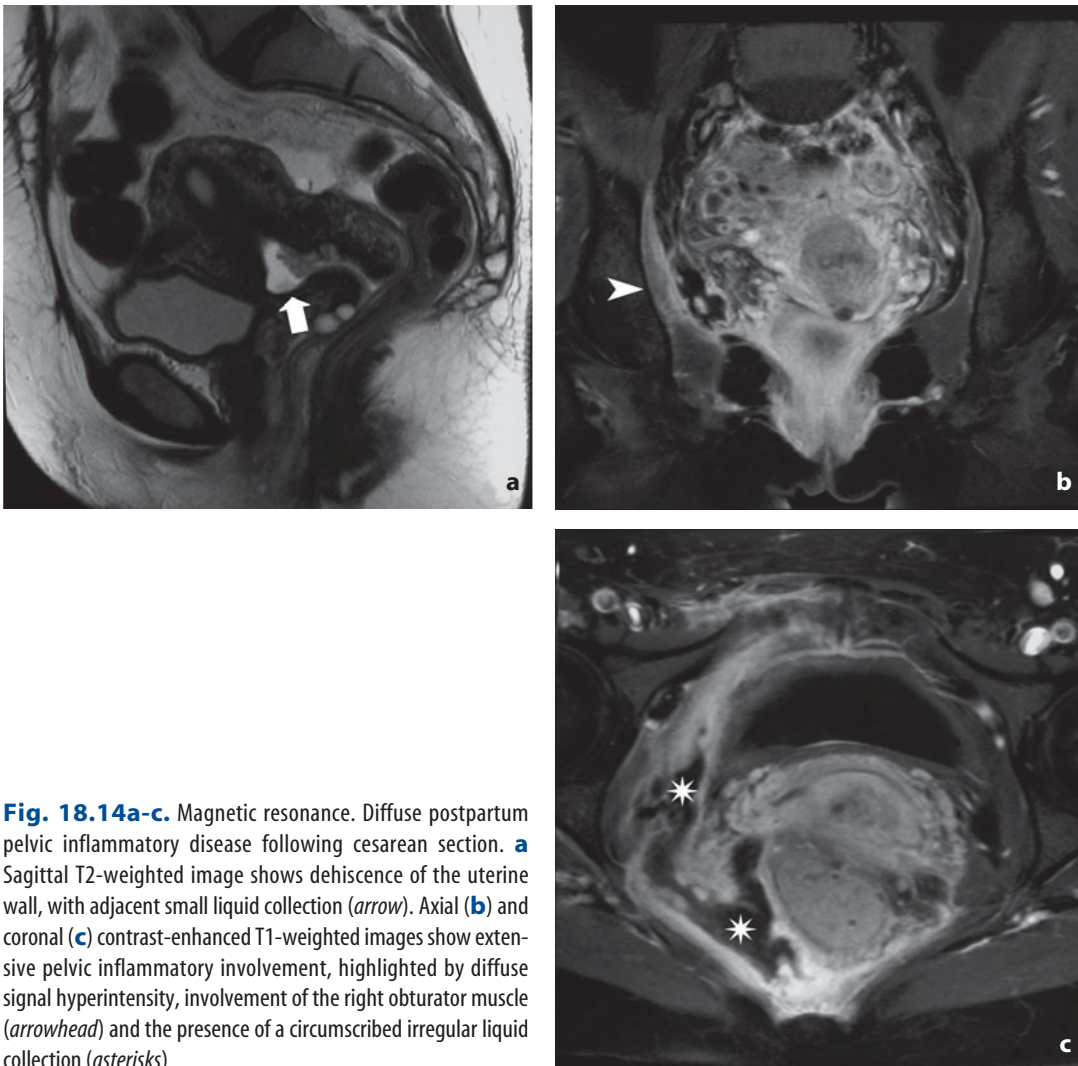 a
b
c
Fig. 18.14a-c. Magnetic resonance. Diffuse postpartum
pelvic inflammatory disease following cesarean section. a
Sagittal T2-weighted image shows dehiscence of the uterine
wall, with adjacent small liquid collection (arrow). Axial (b) and
coronal (c) contrast-enhanced T1-weighted images show exten-
sive pelvic inflammatory involvement, highlighted by diffuse
signal hyperintensity, involvement of the right obturator muscle
(arrowhead) and the presence of a circumscribed irregular liquid
collection (asterisks)